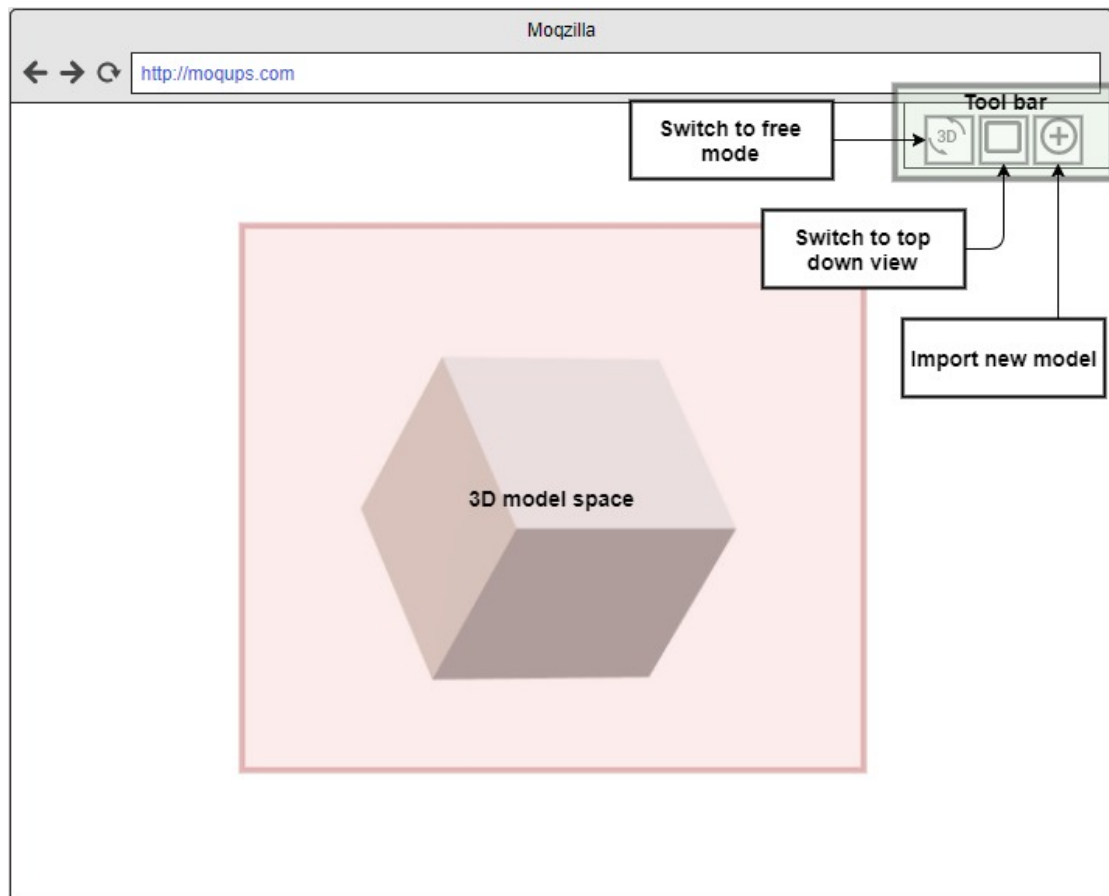 Moqzilla
http://moqups.com
Tool bar
Switch to free
mode
3D
Switch to top
down view
Import new model
3D model space